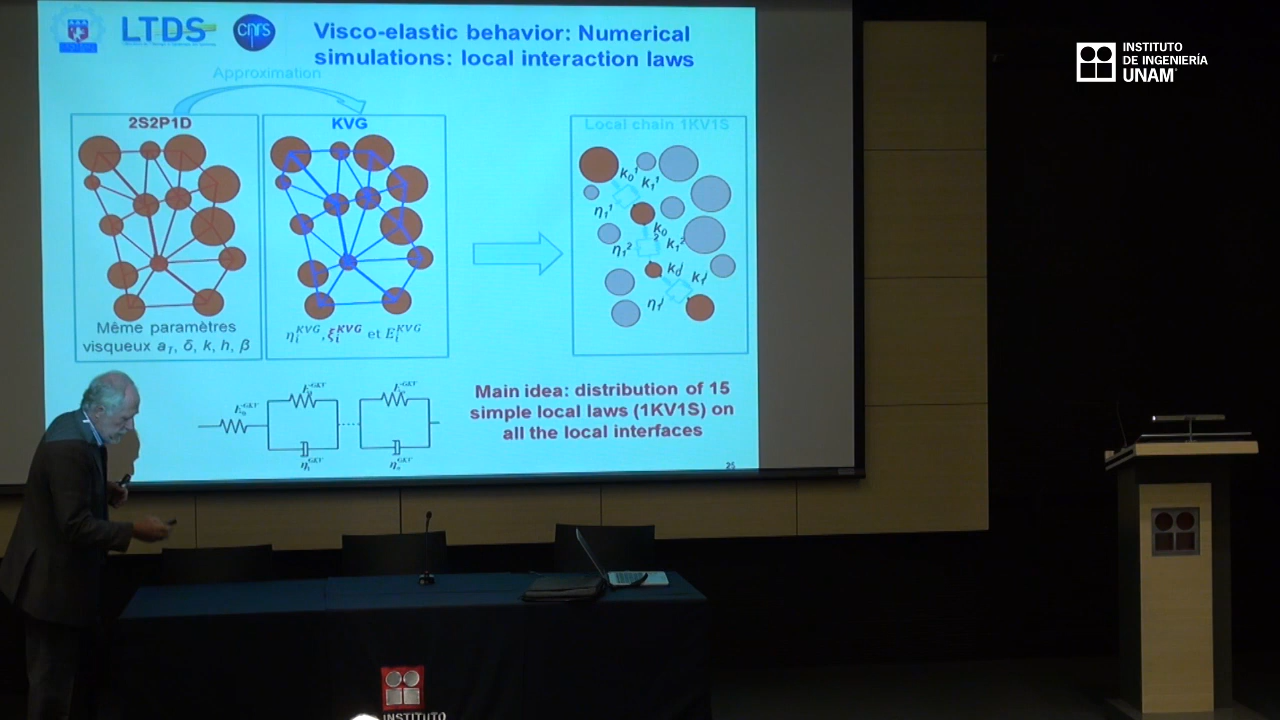 LTDS
cnrs
Visco-elastic behavior: Numerical
simulations: local interaction laws
Approximation
2S2P1D
KVG
Local chain 1KV1S
Même paramètres
visqueux a_T, δ, k, h, β
η_i^KVG, ξ_i^KVG et E_i^KVG
Main idea: distribution of 15
simple local laws (1KV1S) on
all the local interfaces
25
INSTITUTO
DE INGENIERÍA
UNAM
INSTITUTO